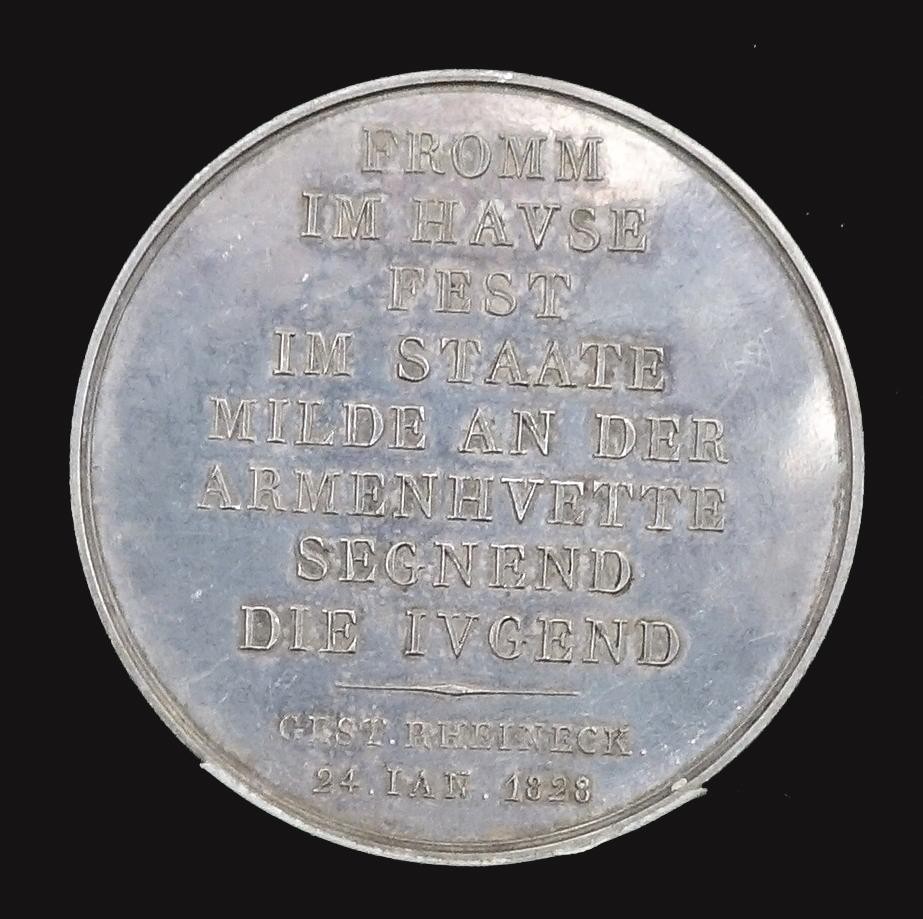 FROMM
IM HAVSE
FEST
IM STAATE
MILDE AN DER
ARMENHVETTE
SEGNEND
DIE IVGEND
GEST. RHEINECK
24. IAN. 1828